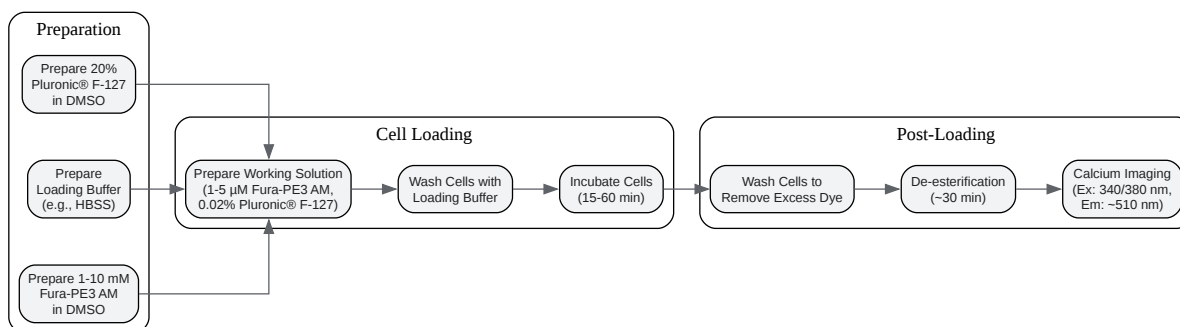 Preparation
Prepare 20%
Pluronic® F-127
in DMSO
Prepare
Loading Buffer
(e.g., HBSS)
Prepare 1-10 mM
Fura-PE3 AM
in DMSO
Cell Loading
Prepare Working Solution
(1-5 µM Fura-PE3 AM,
0.02% Pluronic® F-127)
Wash Cells with
Loading Buffer
Incubate Cells
(15-60 min)
Post-Loading
Wash Cells to
Remove Excess Dye
De-esterification
(~30 min)
Calcium Imaging
(Ex: 340/380 nm,
Em: ~510 nm)